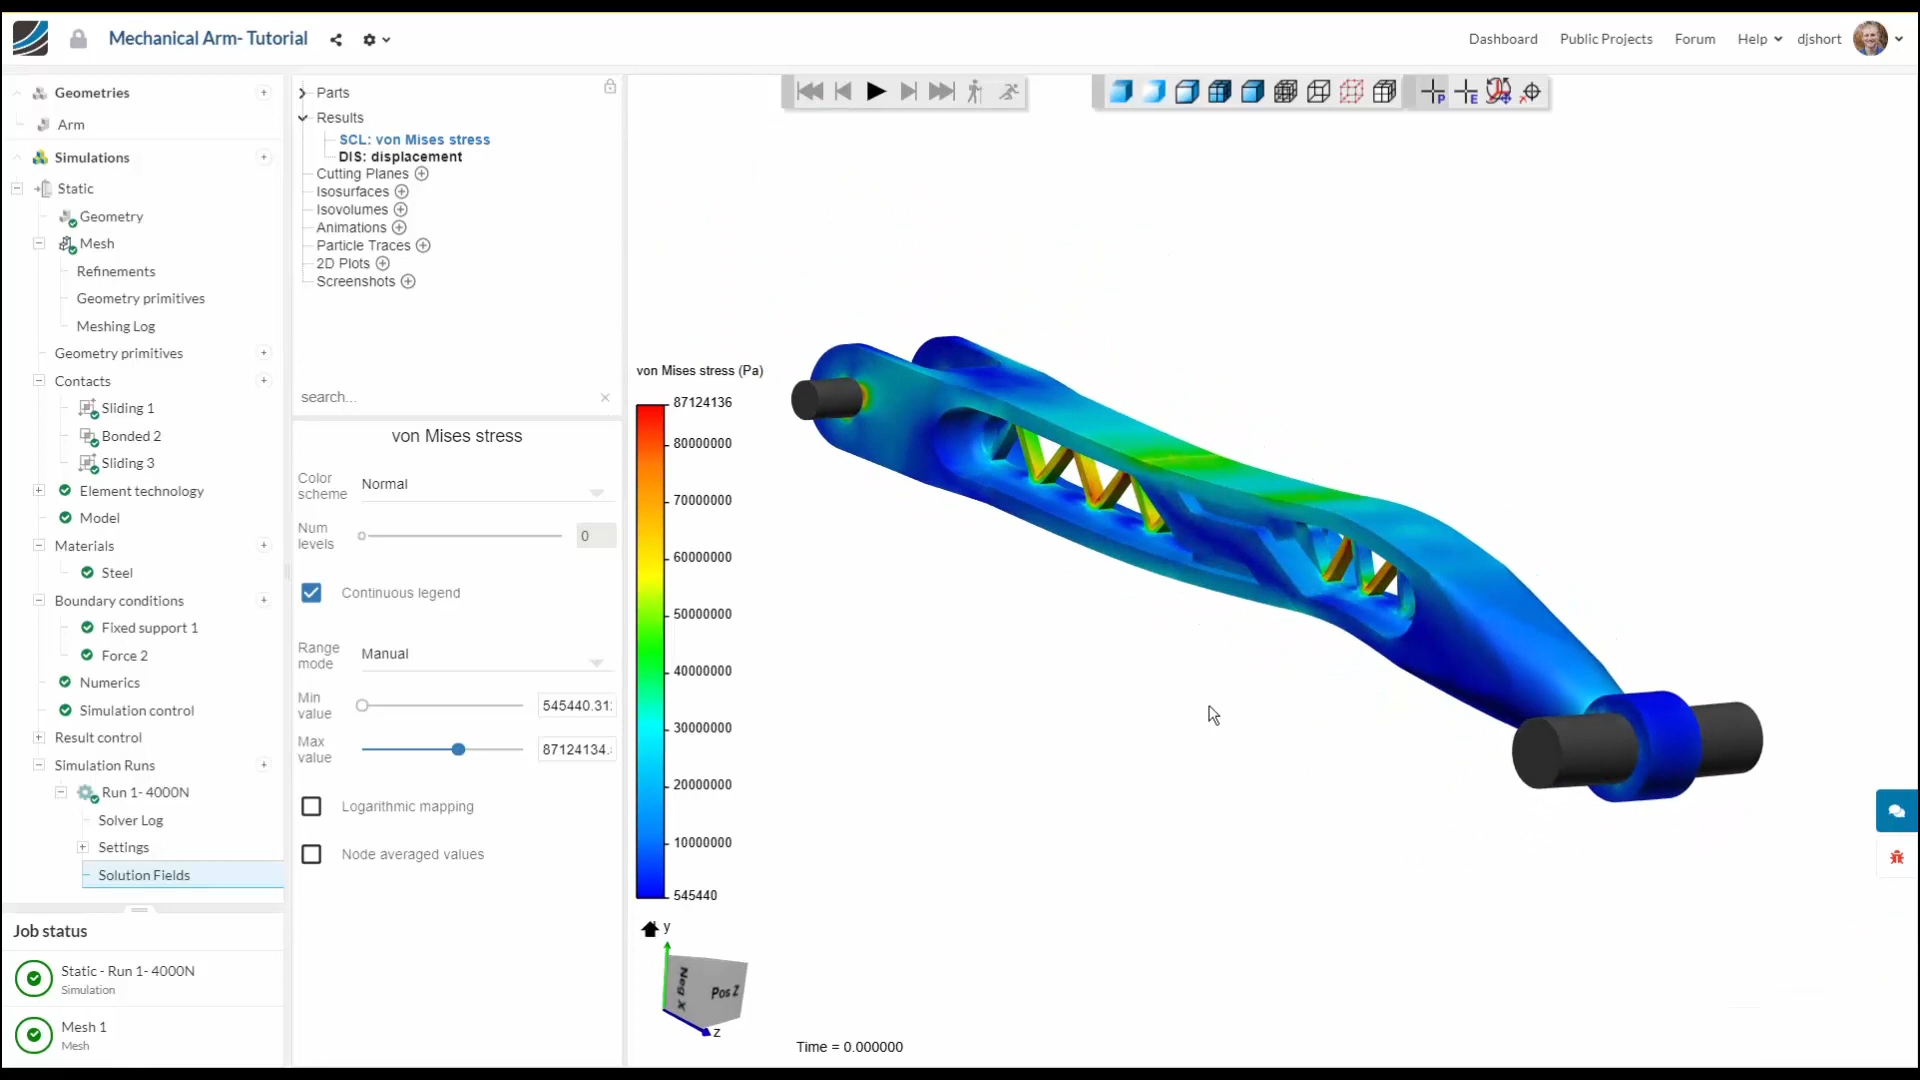 Mechanical Arm- Tutorial
Dashboard
Public Projects
Forum
Help
djshort
Geometries
Arm
Simulations
Static
Geometry
Mesh
Refinements
Geometry primitives
Meshing Log
Geometry primitives
Contacts
Sliding 1
Bonded 2
Sliding 3
Element technology
Model
Materials
Steel
Boundary conditions
Fixed support 1
Force 2
Numerics
Simulation control
Result control
Simulation Runs
Run 1- 4000N
Solver Log
Settings
Solution Fields
Job status
Static - Run 1- 4000N
Simulation
Mesh 1
Mesh
Parts
Results
SCL: von Mises stress
DIS: displacement
Cutting Planes
Isosurfaces
Isovolumes
Animations
Particle Traces
2D Plots
Screenshots
search...
von Mises stress
Color scheme
Normal
Num levels
0
Continuous legend
Range mode
Manual
Min value
545440.31
Max value
87124134.
Logarithmic mapping
Node averaged values
P
E
von Mises stress (Pa)
87124136
80000000
70000000
60000000
50000000
40000000
30000000
20000000
10000000
545440
y
Neg X
Pos Z
z
Time = 0.000000